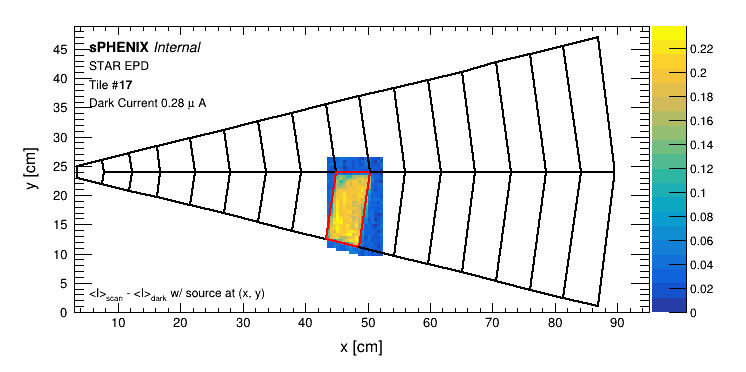 sPHENIX Internal
STAR EPD
Tile #17
Dark Current 0.28 μ A
<I>scan - <I>dark w/ source at (x, y)
y [cm]
45
40
35
30
25
20
15
10
5
0
10 20 30 40 50 60 70 80 90
x [cm]
0.22
0.2
0.18
0.16
0.14
0.12
0.1
0.08
0.06
0.04
0.02
0